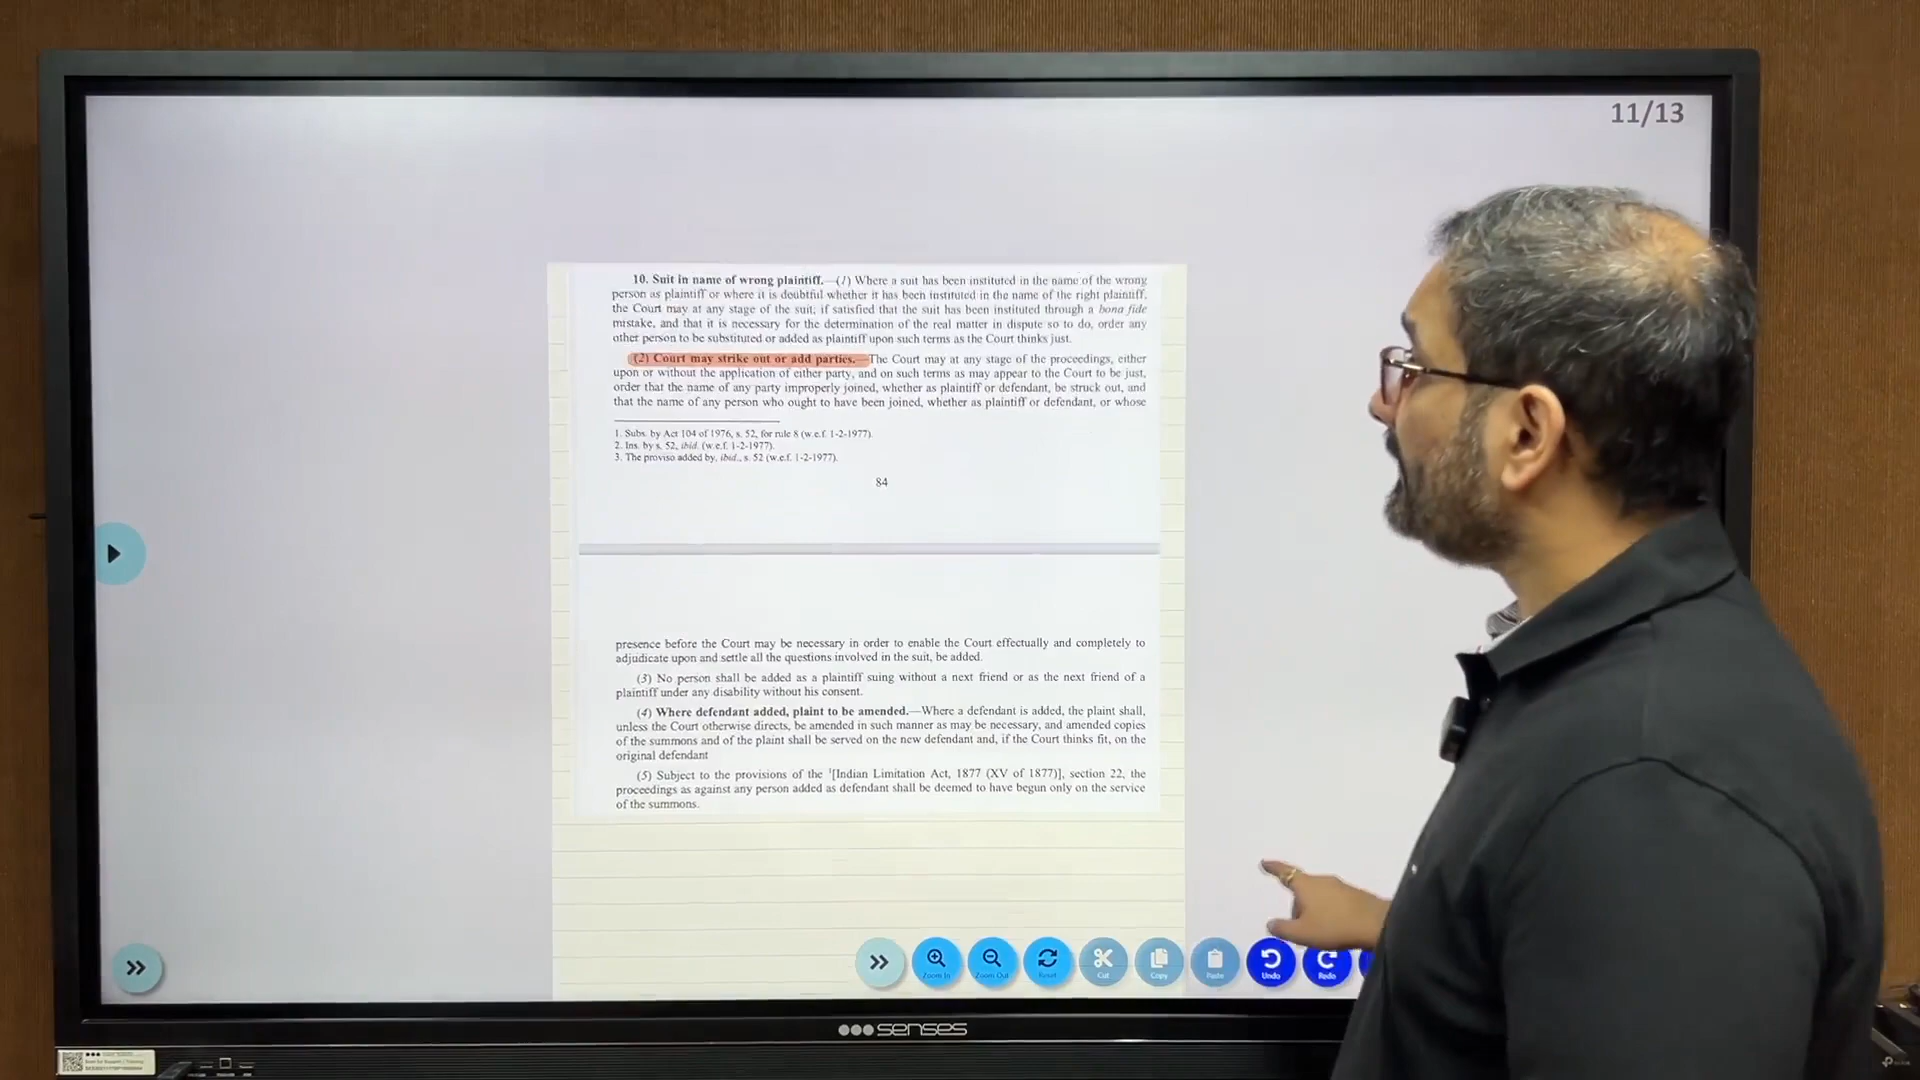 11/13
10. Suit in name of wrong plaintiff.—(1) Where a suit has been instituted in the name of the wrong
person as plaintiff or where it is doubtful whether it has been instituted in the name of the right plaintiff,
the Court may at any stage of the suit, if satisfied that the suit has been instituted through a bona fide
mistake, and that it is necessary for the determination of the real matter in dispute so to do, order any
other person to be substituted or added as plaintiff upon such terms as the Court thinks just.
(2) Court may strike out or add parties.—The Court may at any stage of the proceedings, either
upon or without the application of either party, and on such terms as may appear to the Court to be just,
order that the name of any party improperly joined, whether as plaintiff or defendant, be struck out, and
that the name of any person who ought to have been joined, whether as plaintiff or defendant, or whose
1. Subs. by Act 104 of 1976, s. 52, for rule 8 (w.e.f. 1-2-1977).
2. Ins. by s. 52, ibid. (w.e.f. 1-2-1977).
3. The proviso added by, ibid., s. 52 (w.e.f. 1-2-1977).
84
presence before the Court may be necessary in order to enable the Court effectually and completely to
adjudicate upon and settle all the questions involved in the suit, be added.
(3) No person shall be added as a plaintiff suing without a next friend or as the next friend of a
plaintiff under any disability without his consent.
(4) Where defendant added, plaint to be amended.—Where a defendant is added, the plaint shall,
unless the Court otherwise directs, be amended in such manner as may be necessary, and amended copies
of the summons and of the plaint shall be served on the new defendant and, if the Court thinks fit, on the
original defendant
(5) Subject to the provisions of the 1[Indian Limitation Act, 1877 (XV of 1877)], section 22, the
proceedings as against any person added as defendant shall be deemed to have begun only on the service
of the summons.
Zoom In Zoom Out Reset Cut Copy Paste Undo Redo
senses